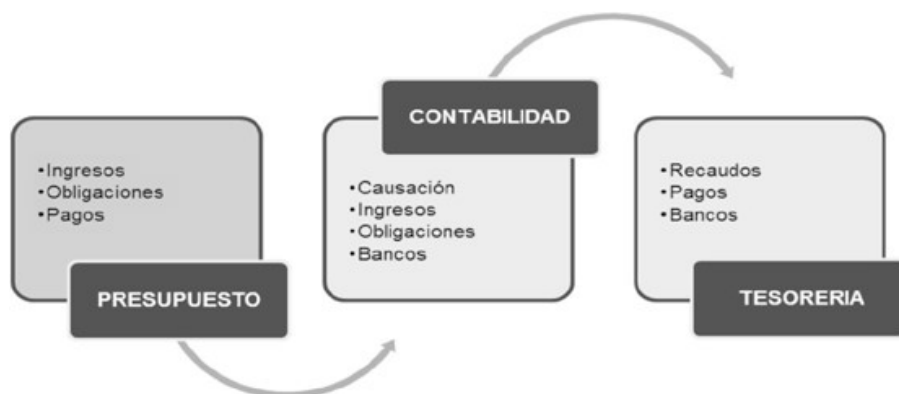 •Ingresos
•Obligaciones
•Pagos
PRESUPUESTO
CONTABILIDAD
•Causación
•Ingresos
•Obligaciones
•Bancos
•Recaudos
•Pagos
•Bancos
TESORERIA